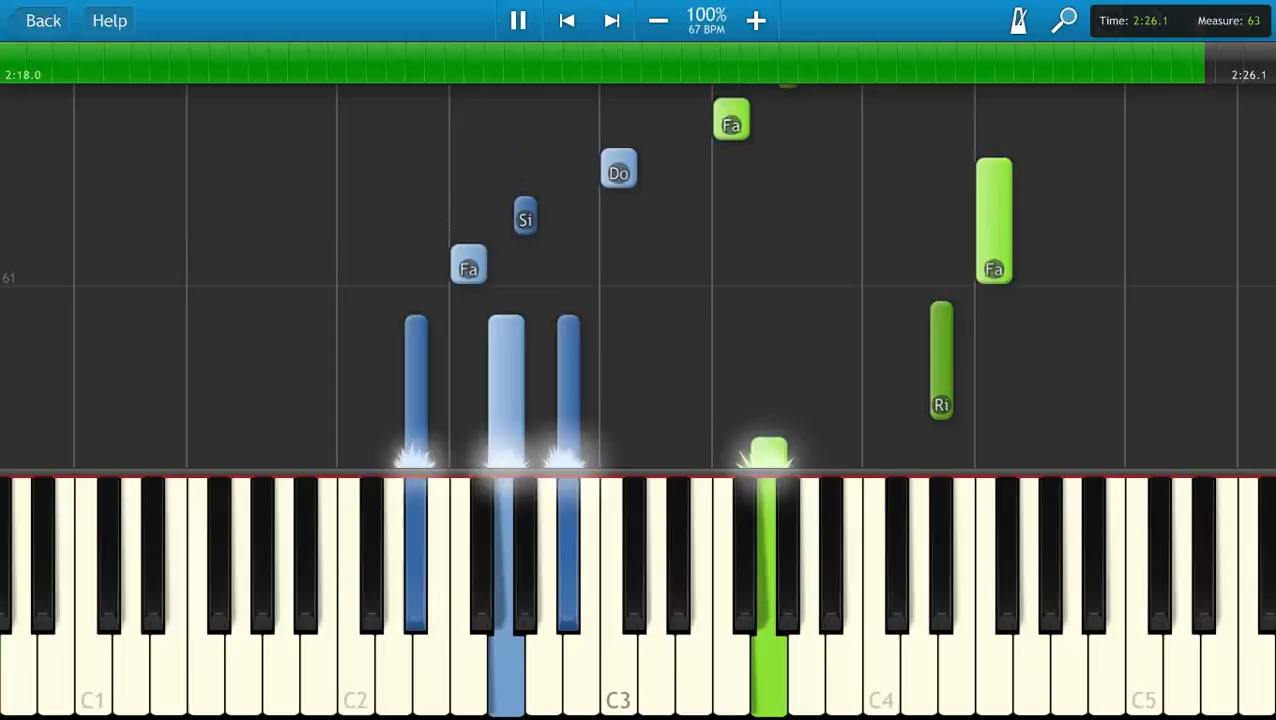 Back Help 100% 67 BPM Time: 2:26.1 Measure: 63
2:18.0 2:26.1
Fa
Do
Si
Fa
Fa
61
Ri
C1 C2 C3 C4 C5